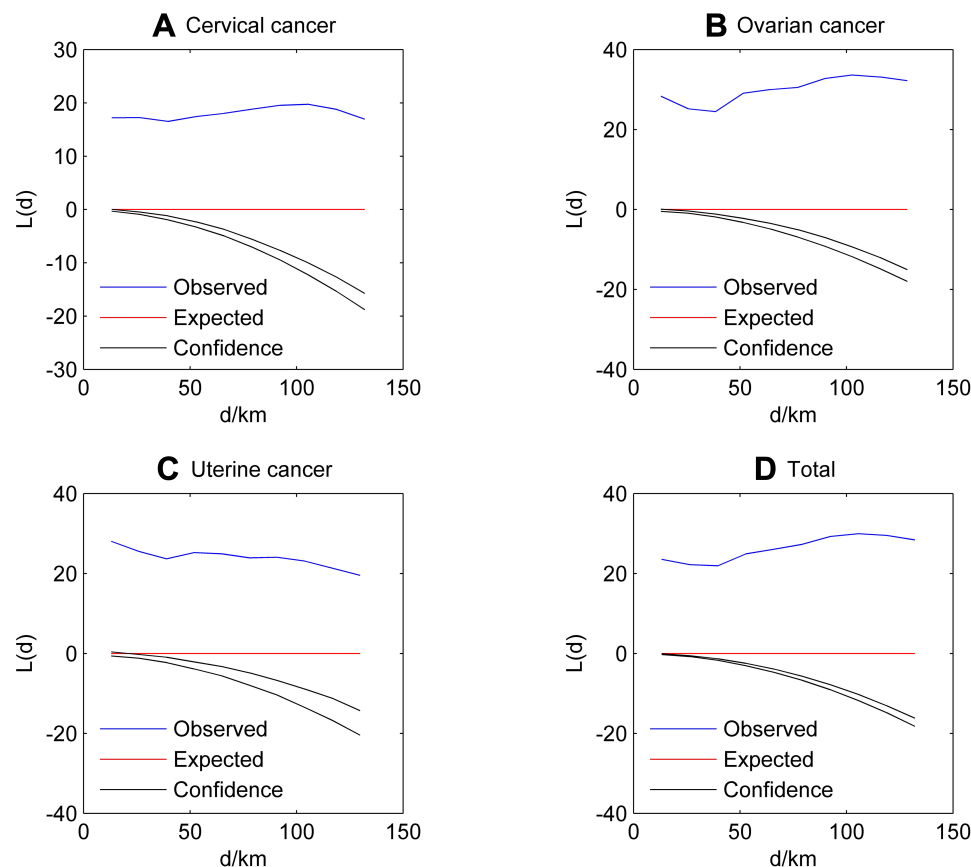 A Cervical cancer
30
20
10
0
-10
-20
-30
L(d)
Observed
Expected
Confidence
0 50 100 150
d/km
B Ovarian cancer
40
20
0
-20
-40
L(d)
Observed
Expected
Confidence
0 50 100 150
d/km
C Uterine cancer
40
20
0
-20
-40
L(d)
Observed
Expected
Confidence
0 50 100 150
d/km
D Total
40
20
0
-20
-40
L(d)
Observed
Expected
Confidence
0 50 100 150
d/km